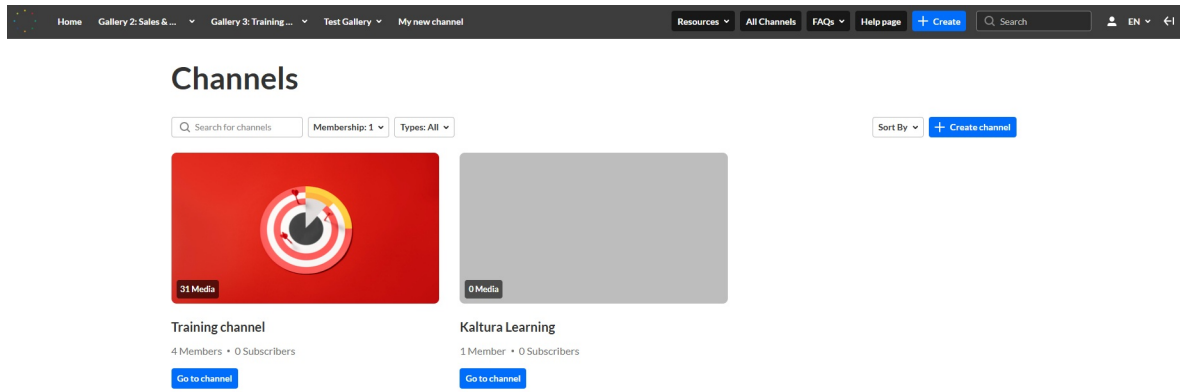 Home Gallery 2: Sales & ... Gallery 3: Training ... Test Gallery My new channel Resources All Channels FAQs Help page + Create Search EN
Channels
Search for channels Membership: 1 Types: All Sort By + Create channel
31 Media 0 Media
Training channel Kaltura Learning
4 Members • 0 Subscribers 1 Member • 0 Subscribers
Go to channel Go to channel